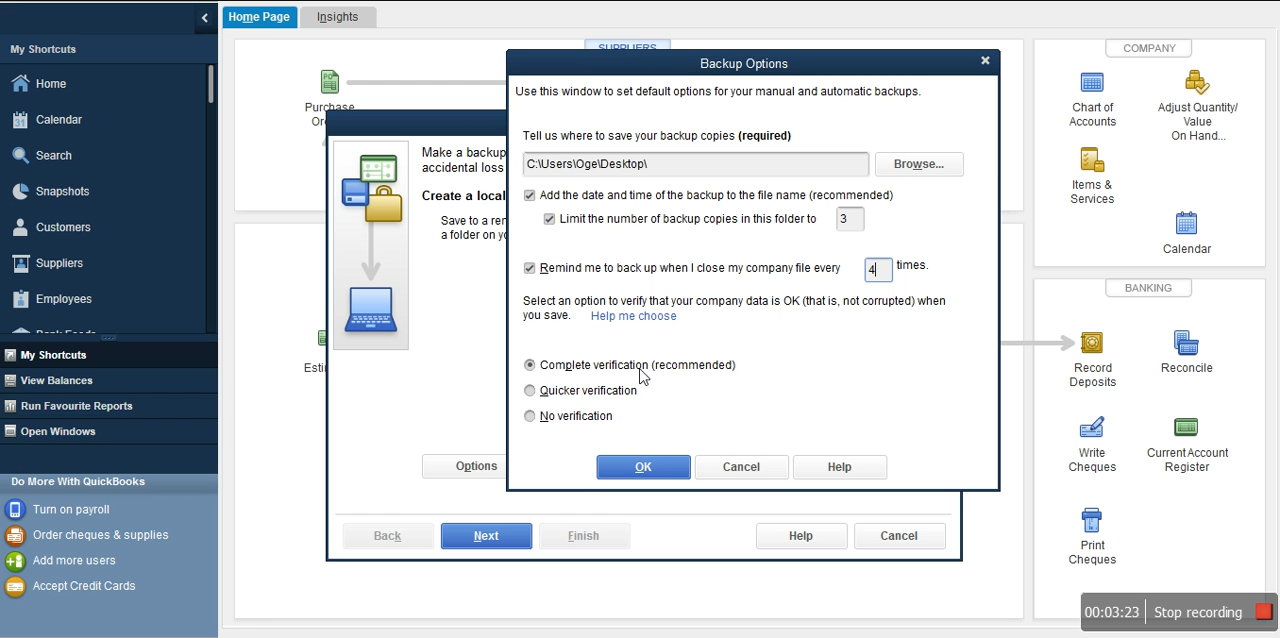 Home Page
Insights
My Shortcuts
Home
Calendar
Search
Snapshots
Customers
Suppliers
Employees
My Shortcuts
View Balances
Run Favourite Reports
Open Windows
Do More With QuickBooks
Turn on payroll
Order cheques & supplies
Add more users
Accept Credit Cards
SUPPLIERS
Purchase
Make a backup
accidental loss
Create a local
Save to a
a folder on
Options
Back
Next
Finish
Help
Cancel
Backup Options
Use this window to set default options for your manual and automatic backups.
Tell us where to save your backup copies (required)
C:\Users\Oge\Desktop\
Browse...
Add the date and time of the backup to the file name (recommended)
Limit the number of backup copies in this folder to 3
Remind me to back up when I close my company file every 4 times.
Select an option to verify that your company data is OK (that is, not corrupted) when
you save. Help me choose
Complete verification (recommended)
Quicker verification
No verification
OK
Cancel
Help
COMPANY
Chart of
Accounts
Adjust Quantity/
Value
On Hand...
Items &
Services
Calendar
BANKING
Record
Deposits
Reconcile
Write
Cheques
Current Account
Register
Print
Cheques
00:03:23
Stop recording